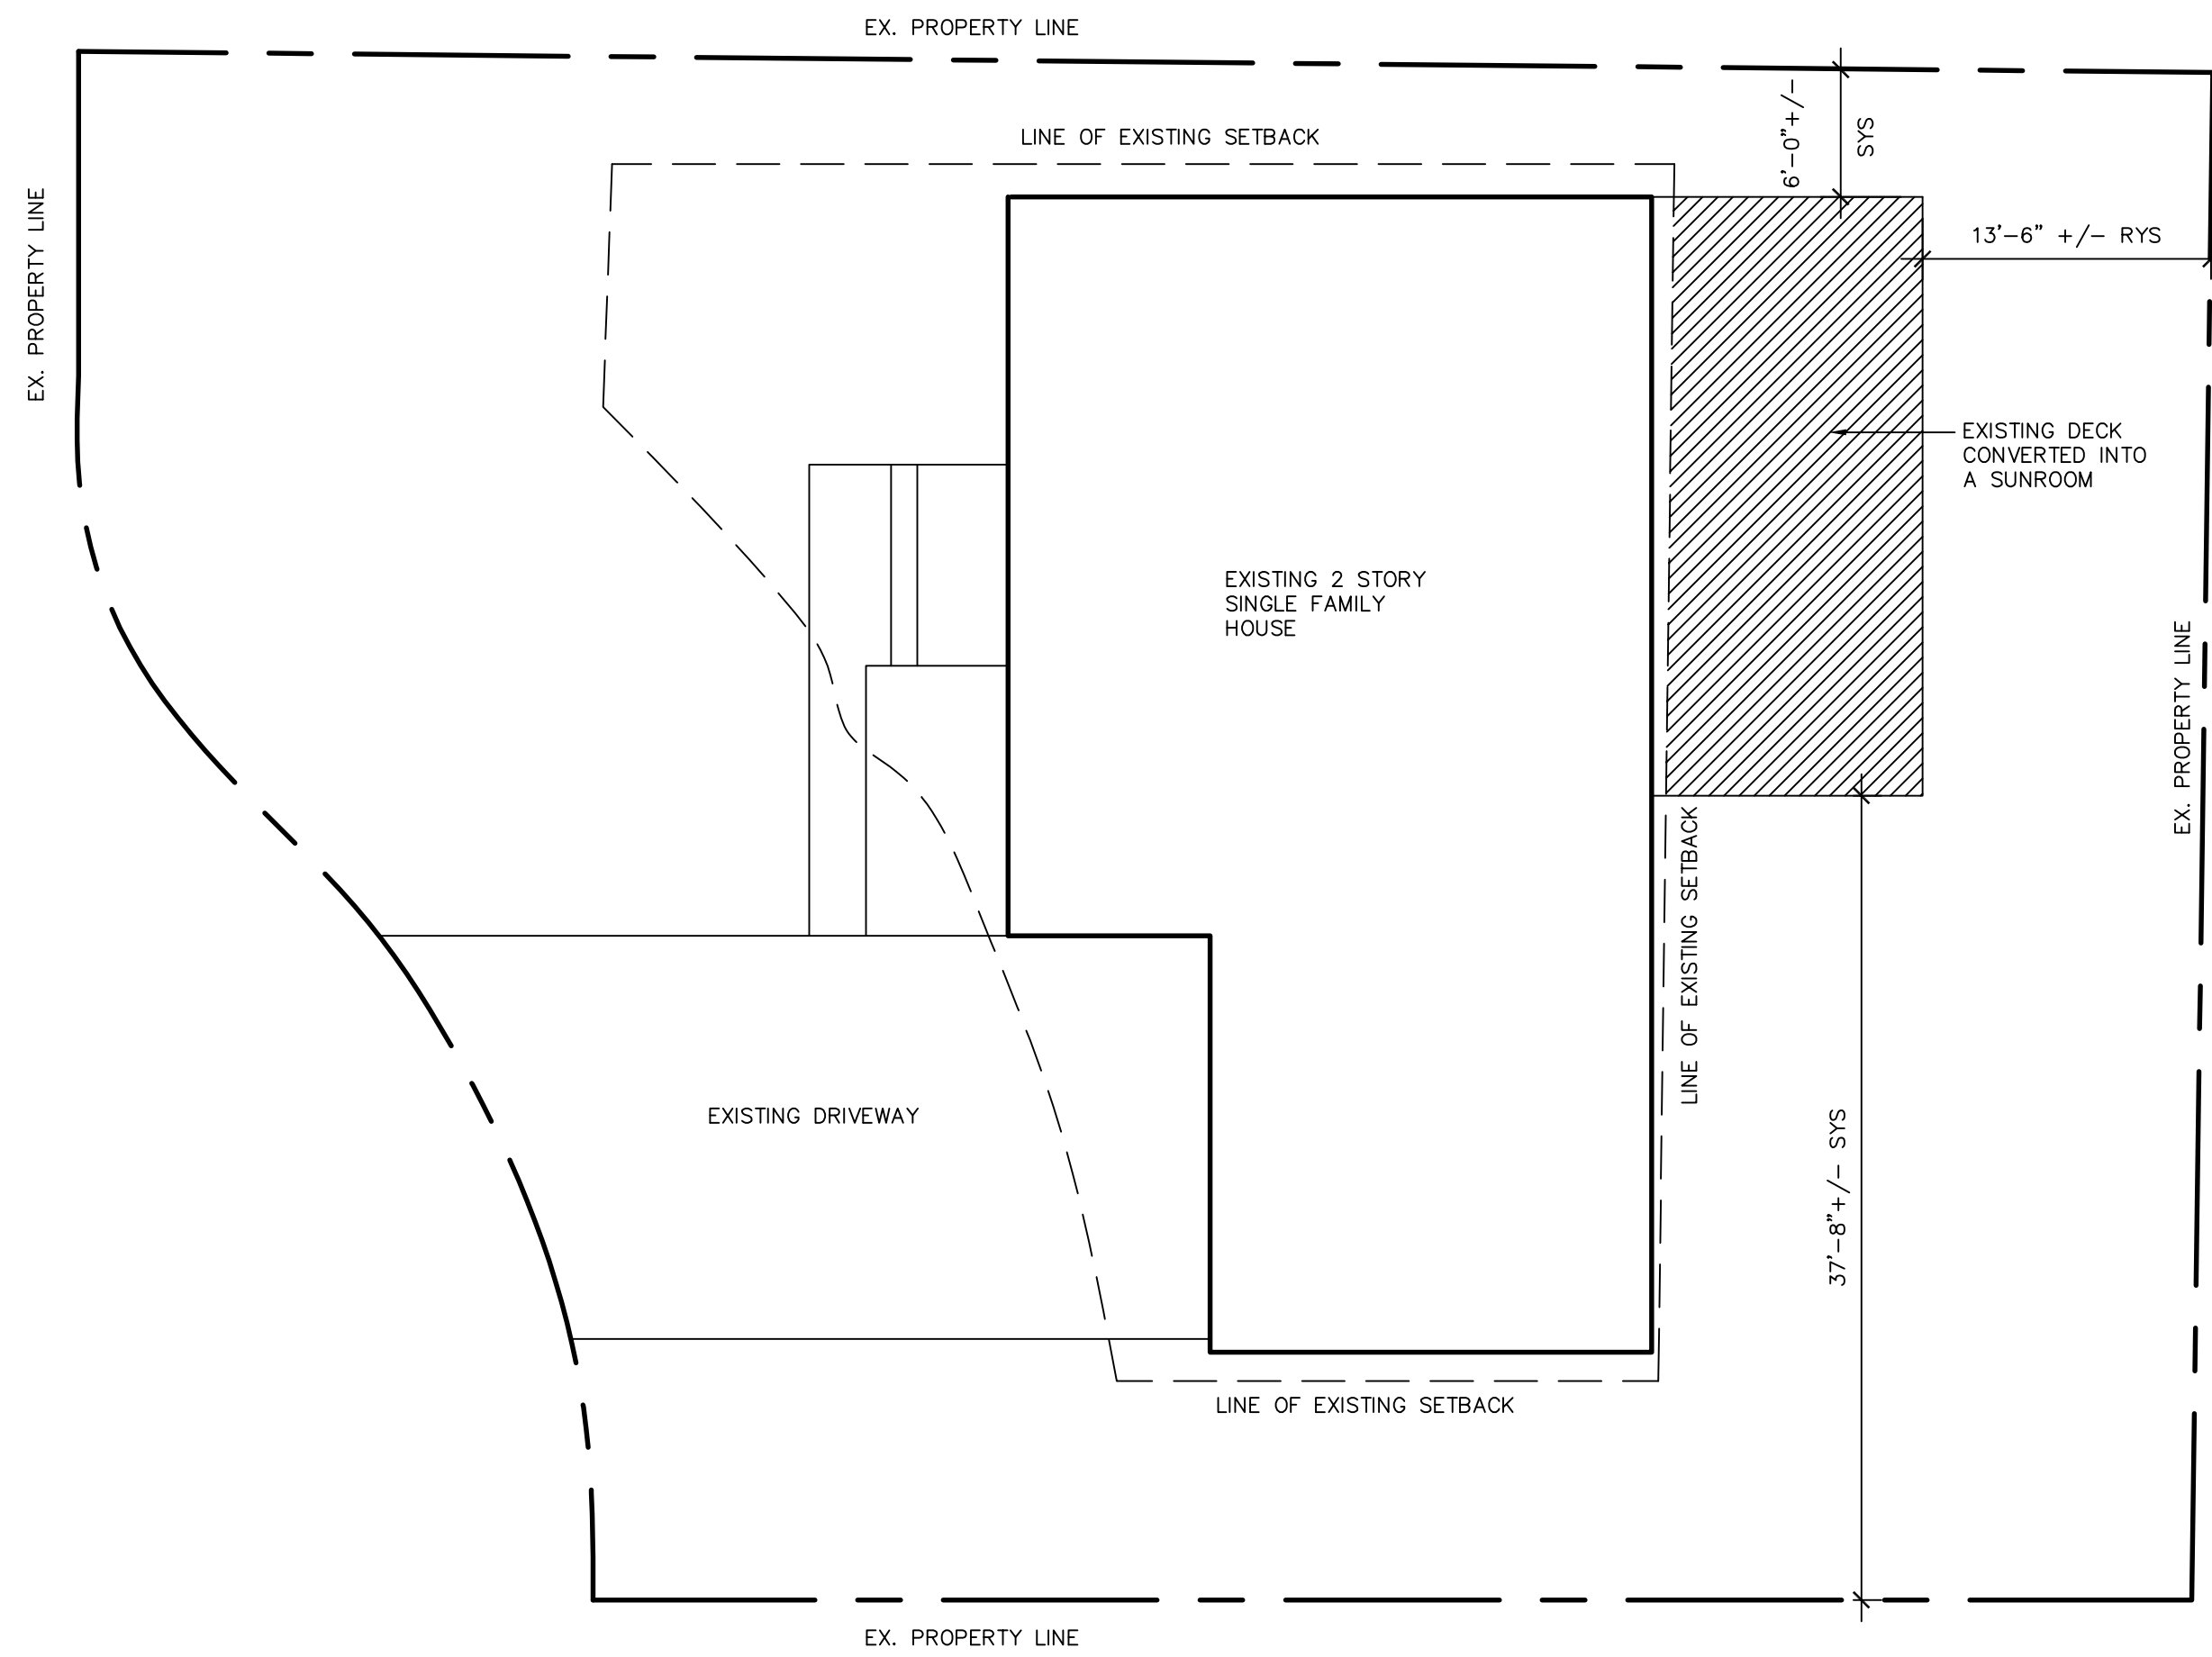 EX. PROPERTY LINE
LINE OF EXISTING SETBACK
6'-0"+/-
SYS
13'-6" +/- RYS
EX. PROPERTY LINE
EXISTING DECK
CONVERTED INTO
A SUNROOM
EXISTING 2 STORY
SINGLE FAMILY
HOUSE
EX. PROPERTY LINE
LINE OF EXISTING SETBACK
EXISTING DRIVEWAY
37'-8"+/- SYS
LINE OF EXISTING SETBACK
EX. PROPERTY LINE